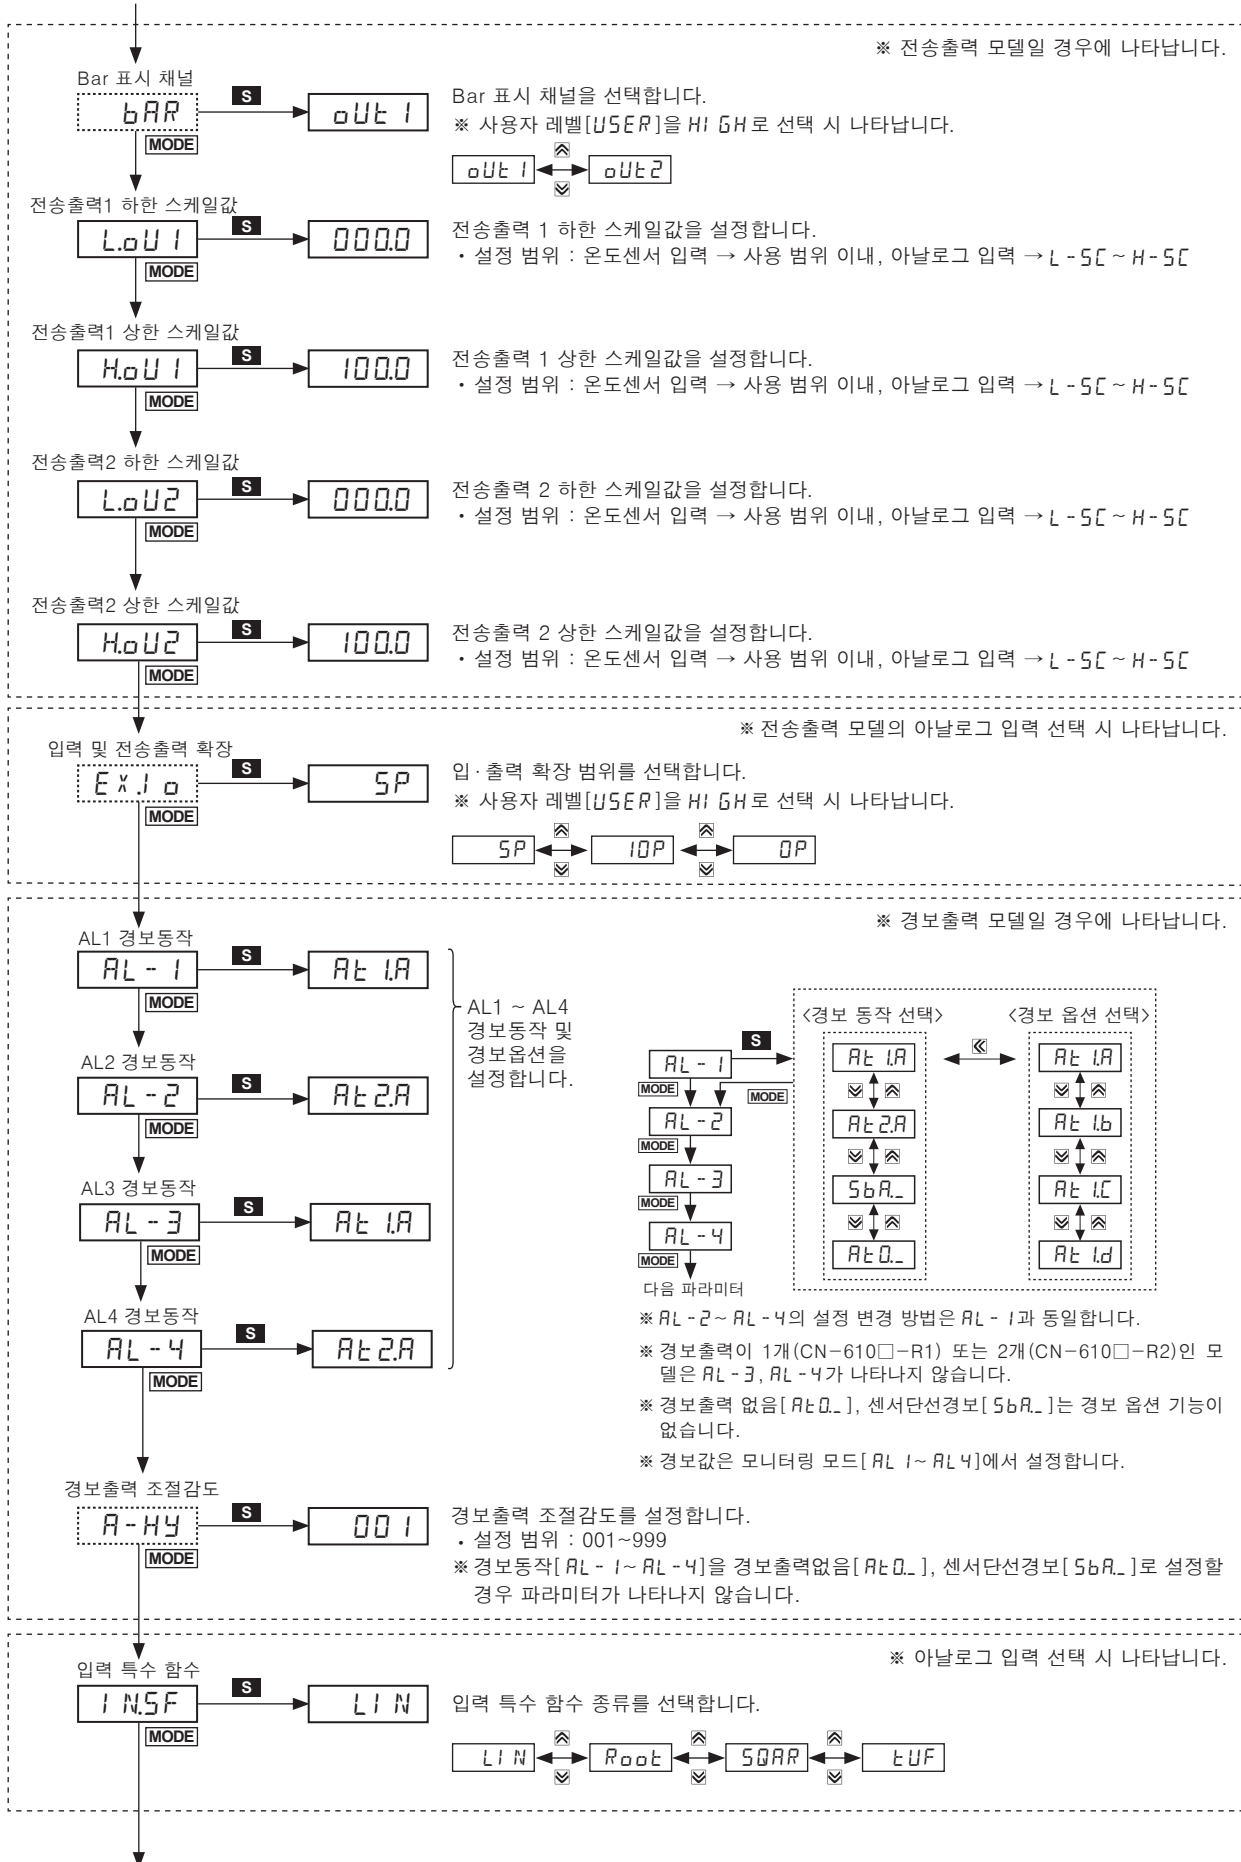 ※ 전송출력 모델일 경우에 나타납니다.
Bar 표시 채널
bAR
S
oUt1
MODE
Bar 표시 채널을 선택합니다.
※ 사용자 레벨[USER]을 HIGH로 선택 시 나타납니다.
oUt1
oUt2
전송출력1 하한 스케일값
L.oU1
S
000.0
MODE
전송출력 1 하한 스케일값을 설정합니다.
• 설정 범위 : 온도센서 입력 → 사용 범위 이내, 아날로그 입력 → L-SC ~ H-SC
전송출력1 상한 스케일값
H.oU1
S
100.0
MODE
전송출력 1 상한 스케일값을 설정합니다.
• 설정 범위 : 온도센서 입력 → 사용 범위 이내, 아날로그 입력 → L-SC ~ H-SC
전송출력2 하한 스케일값
L.oU2
S
000.0
MODE
전송출력 2 하한 스케일값을 설정합니다.
• 설정 범위 : 온도센서 입력 → 사용 범위 이내, 아날로그 입력 → L-SC ~ H-SC
전송출력2 상한 스케일값
H.oU2
S
100.0
MODE
전송출력 2 상한 스케일값을 설정합니다.
• 설정 범위 : 온도센서 입력 → 사용 범위 이내, 아날로그 입력 → L-SC ~ H-SC
※ 전송출력 모델의 아날로그 입력 선택 시 나타납니다.
입력 및 전송출력 확장
EX.Io
S
5P
MODE
입·출력 확장 범위를 선택합니다.
※ 사용자 레벨[USER]을 HIGH로 선택 시 나타납니다.
5P
10P
0P
※ 경보출력 모델일 경우에 나타납니다.
AL1 경보동작
AL-1
S
At1.A
MODE
AL2 경보동작
AL-2
S
At2.A
MODE
AL3 경보동작
AL-3
S
At1.A
MODE
AL4 경보동작
AL-4
S
At2.A
MODE
AL1 ~ AL4
경보동작 및
경보옵션을
설정합니다.
AL-1
S
MODE
MODE
AL-2
MODE
AL-3
MODE
AL-4
MODE
다음 파라미터
〈경보 동작 선택〉
At1.A
At2.A
SbA._
At0._
〈경보 옵션 선택〉
At1.A
At1.b
At1.C
At1.d
※ AL-2 ~ AL-4의 설정 변경 방법은 AL-1과 동일합니다.
※ 경보출력이 1개(CN-610□-R1) 또는 2개(CN-610□-R2)인 모
델은 AL-3, AL-4가 나타나지 않습니다.
※ 경보출력 없음[At0._], 센서단선경보[SbA._]는 경보 옵션 기능이
없습니다.
※ 경보값은 모니터링 모드[AL1~AL4]에서 설정합니다.
경보출력 조절감도
A-HY
S
001
MODE
경보출력 조절감도를 설정합니다.
• 설정 범위 : 001~999
※ 경보동작[AL-1~AL-4]을 경보출력없음[At0._], 센서단선경보[SbA._]로 설정할
경우 파라미터가 나타나지 않습니다.
※ 아날로그 입력 선택 시 나타납니다.
입력 특수 함수
IN.SF
S
LIN
MODE
입력 특수 함수 종류를 선택합니다.
LIN
Root
SQAR
tUF